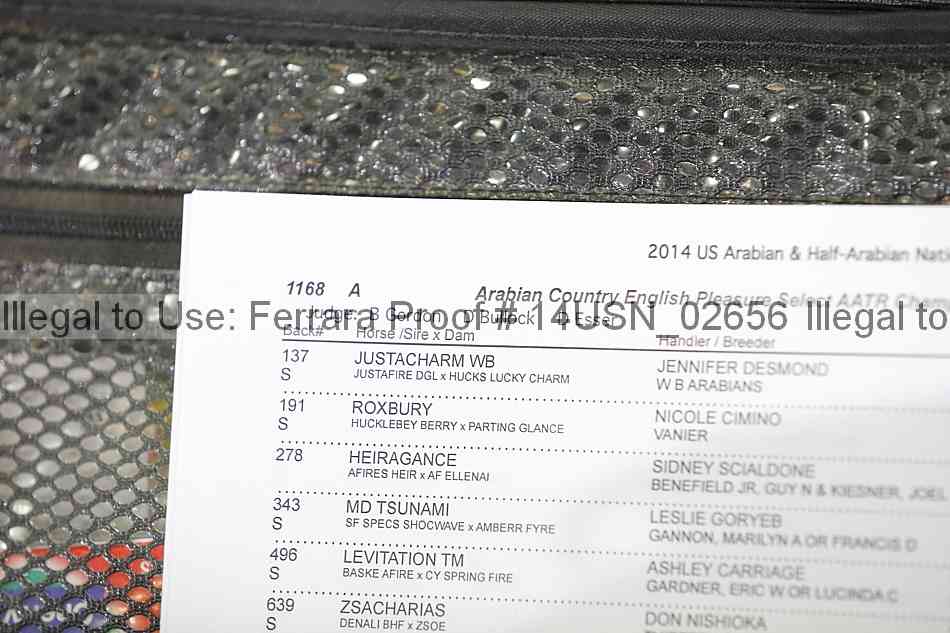 2014 US Arabian & Half-Arabian
1168 A Arabian Country English Pleasure Select AATR
Judge: B Gordon D Bullock D Esser
Illegal to Use: Ferrara Proof # 14USN_02656 Illegal to
Back# Horse /Sire x Dam Handler / Breeder
137 JUSTACHARM WB JENNIFER DESMOND
S JUSTAFIRE DGL x HUCKS LUCKY CHARM W B ARABIANS
191 ROXBURY NICOLE CIMINO
S HUCKLEBEY BERRY x PARTING GLANCE VANIER
278 HEIRAGANCE SIDNEY SCIALDONE
AFIRES HEIR x AF ELLENAI BENEFIELD JR, GUY N & KIESNER,
343 MD TSUNAMI LESLIE GORYEB
S SF SPECS SHOCWAVE x AMBERR FYRE GANNON, MARILYN A OR FRANCIS D
496 LEVITATION TM ASHLEY CARRIAGE
S BASKE AFIRE x CY SPRING FIRE GARDNER, ERIC W OR LUCINDA C
639 ZSACHARIAS DON NISHIOKA
S DENALI BHF x ZSOE